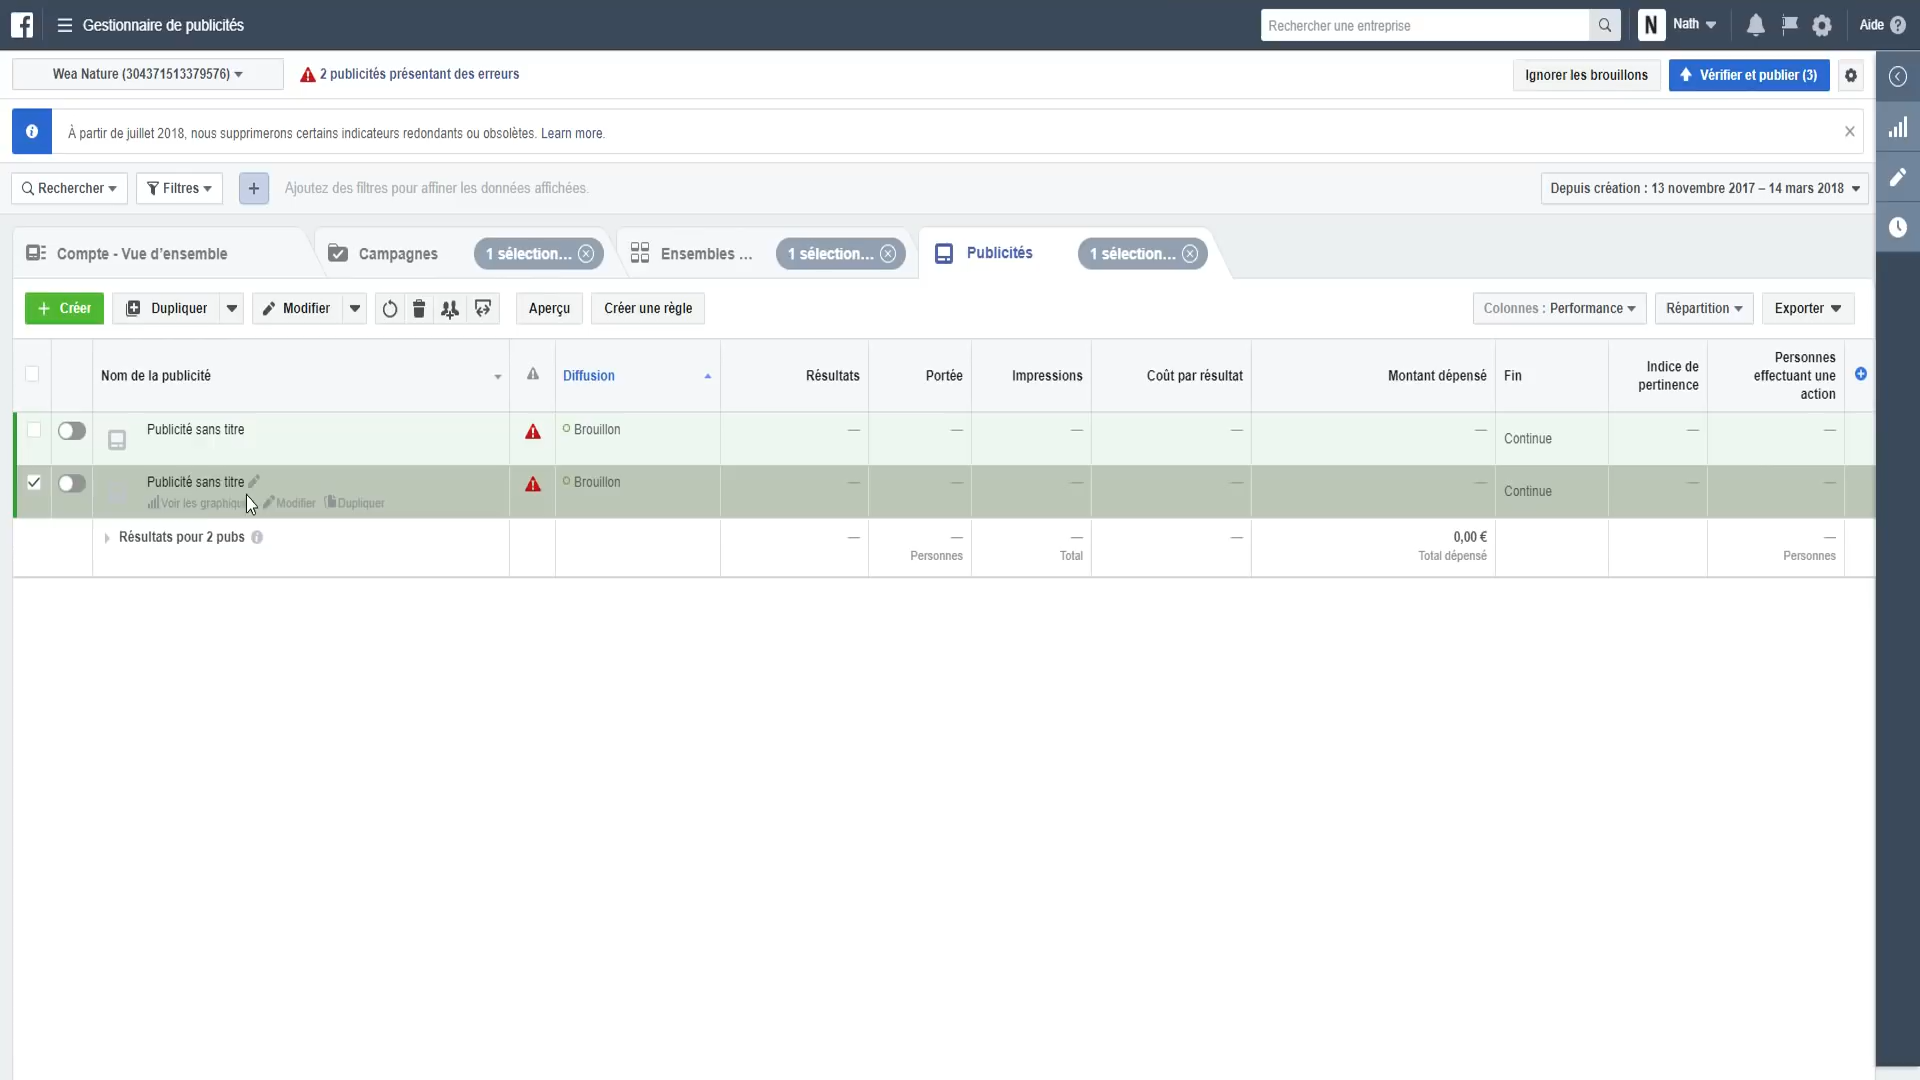 Gestionnaire de publicités
Rechercher une entreprise
N Nath
Aide
Wea Nature (304371513379576)
2 publicités présentant des erreurs
Ignorer les brouillons
Vérifier et publier (3)
À partir de juillet 2018, nous supprimerons certains indicateurs redondants ou obsolètes. Learn more.
Rechercher
Filtres
Ajoutez des filtres pour affiner les données affichées.
Depuis création : 13 novembre 2017 – 14 mars 2018
Compte - Vue d'ensemble
Campagnes
1 sélection...
Ensembles ...
1 sélection...
Publicités
1 sélection...
+ Créer
Dupliquer
Modifier
Aperçu
Créer une règle
Colonnes : Performance
Répartition
Exporter
Nom de la publicité
Diffusion
Résultats
Portée
Impressions
Coût par résultat
Montant dépensé
Fin
Indice de
pertinence
Personnes
effectuant une
action
Publicité sans titre
Brouillon
— — — — — Continue — —
Publicité sans titre
Brouillon
— — — — — Continue — —
Voir les graphiqu
Modifier
Dupliquer
Résultats pour 2 pubs
— — — — 0,00 € —
Personnes
Total
Total dépensé
Personnes